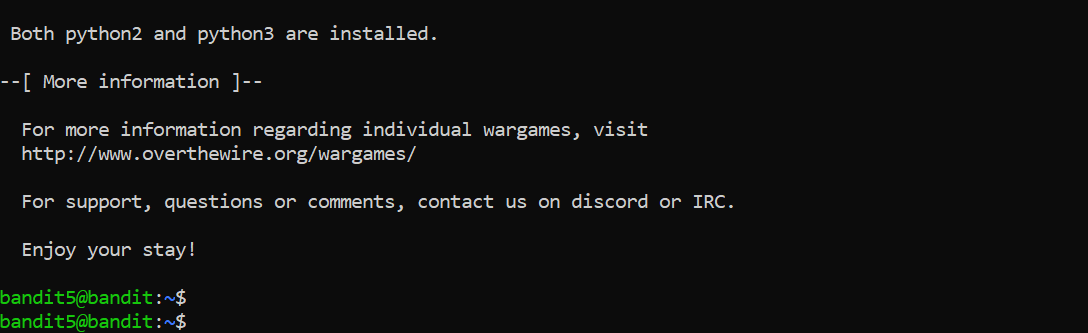 Both python2 and python3 are installed.
--[ More information ]--
For more information regarding individual wargames, visit
http://www.overthewire.org/wargames/
For support, questions or comments, contact us on discord or IRC.
Enjoy your stay!
bandit5@bandit:~$
bandit5@bandit:~$